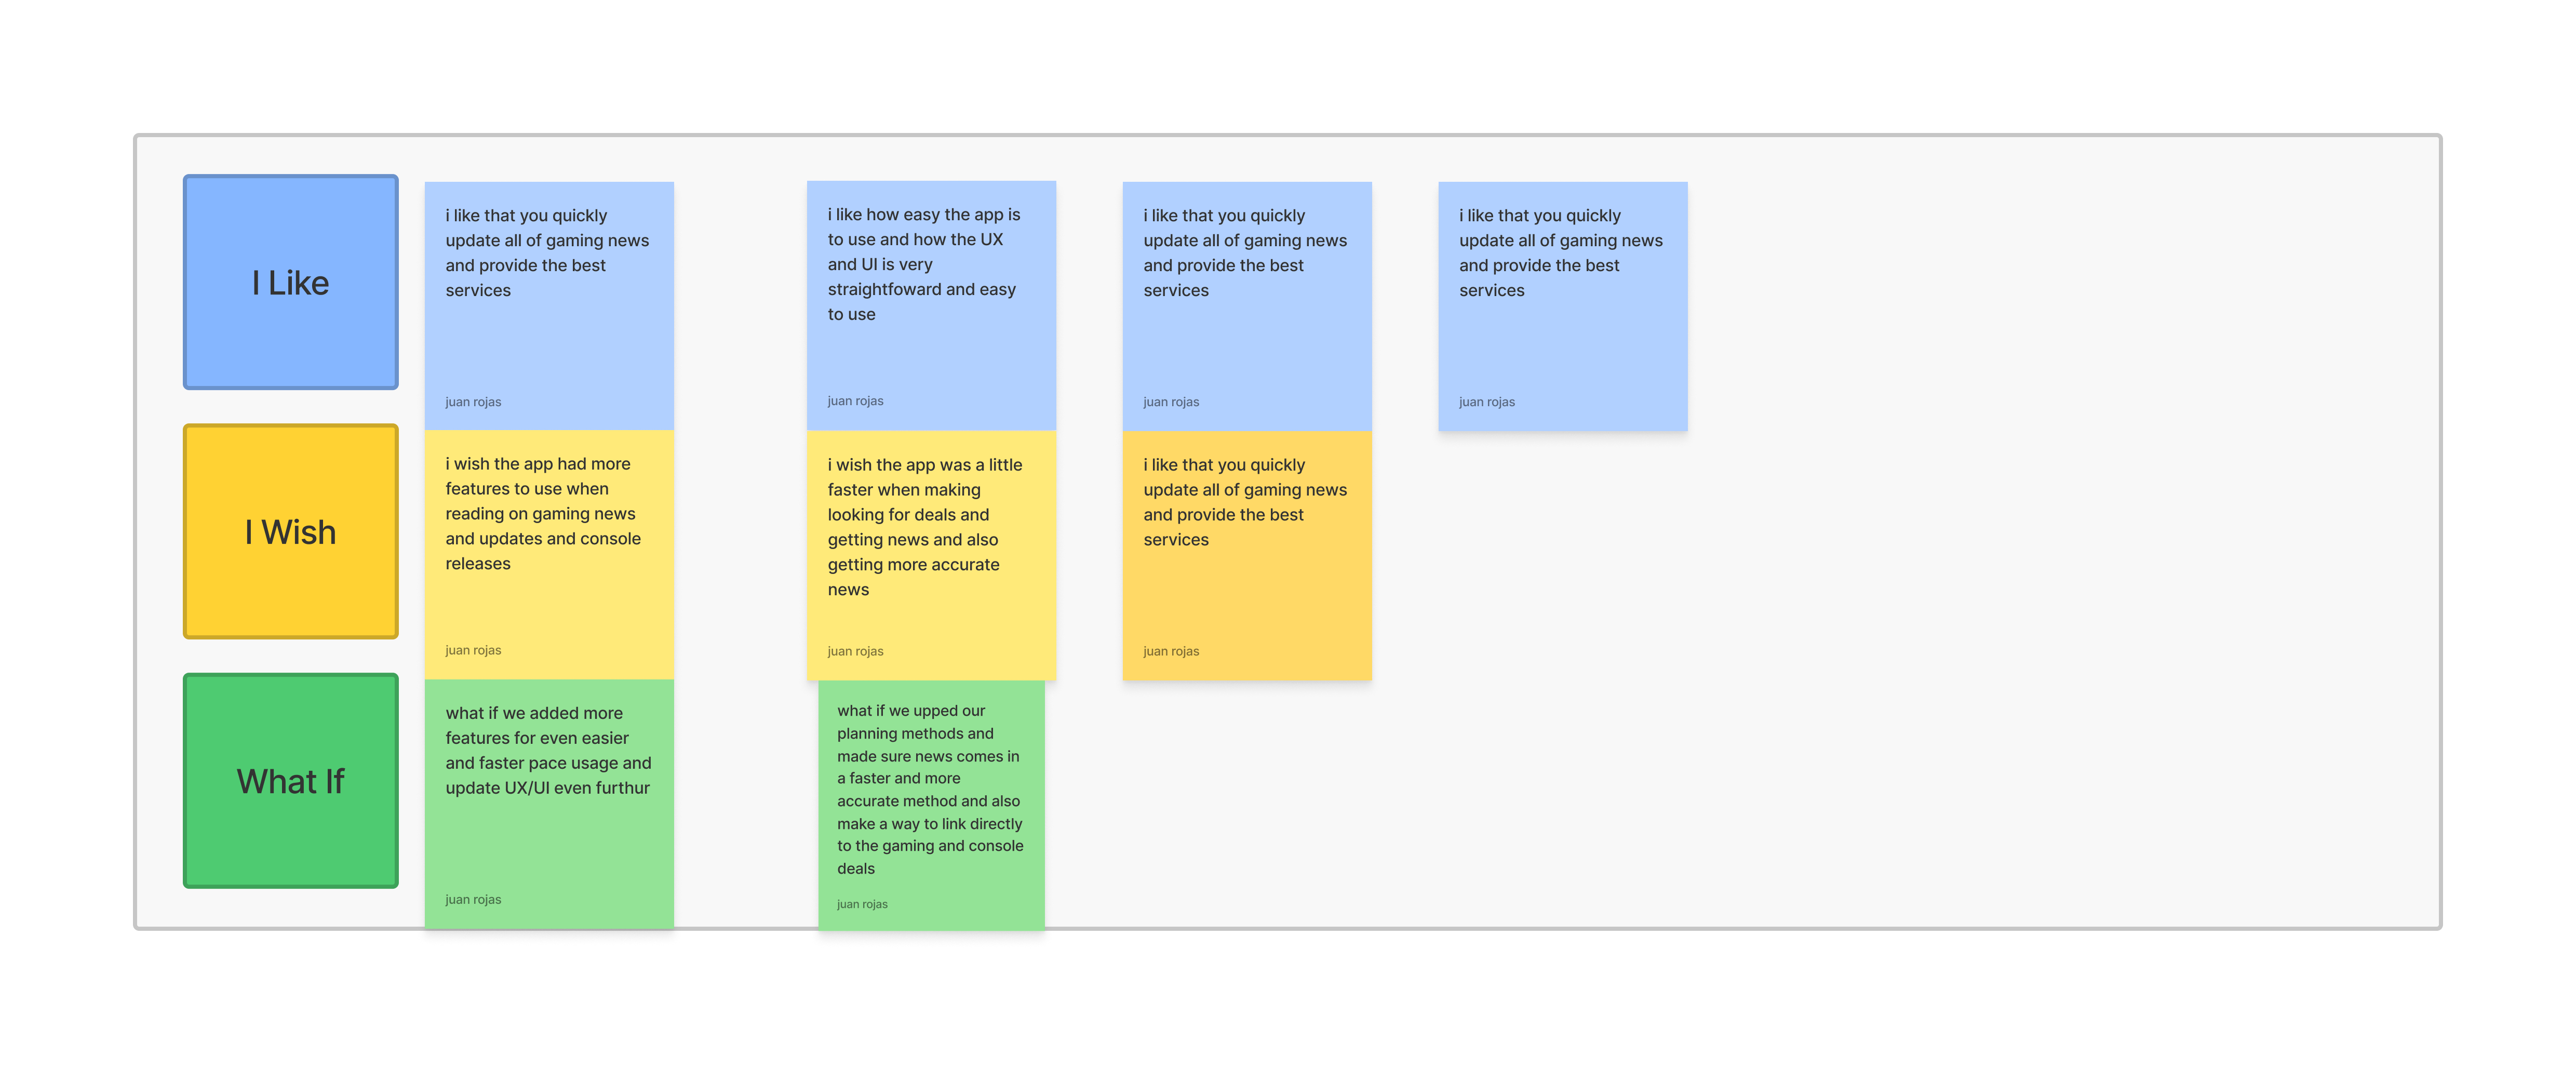 I Like
i like that you quickly
update all of gaming news
and provide the best
services
juan rojas
i like how easy the app is
to use and how the UX
and UI is very
straightfoward and easy
to use
juan rojas
i like that you quickly
update all of gaming news
and provide the best
services
juan rojas
i like that you quickly
update all of gaming news
and provide the best
services
juan rojas
I Wish
i wish the app had more
features to use when
reading on gaming news
and updates and console
releases
juan rojas
i wish the app was a little
faster when making
looking for deals and
getting news and also
getting more accurate
news
juan rojas
i like that you quickly
update all of gaming news
and provide the best
services
juan rojas
What If
what if we added more
features for even easier
and faster pace usage and
update UX/UI even furthur
juan rojas
what if we upped our
planning methods and
made sure news comes in
a faster and more
accurate method and also
make a way to link directly
to the gaming and console
deals
juan rojas